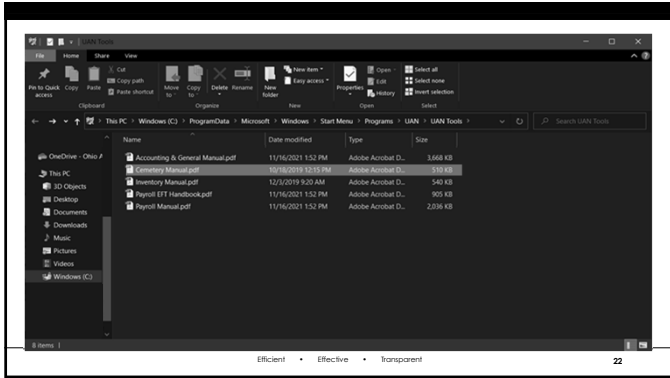 UAN Tools
File Home Share View
Pin to Quick access
Copy
Paste
Cut
Copy path
Paste shortcut
Clipboard
Move to
Copy to
Delete
Rename
Organize
New folder
New item
Easy access
New
Properties
Open
Edit
History
Open
Select all
Select none
Invert selection
Select
This PC > Windows (C:) > ProgramData > Microsoft > Windows > Start Menu > Programs > UAN > UAN Tools >
Search UAN Tools
Name Date modified Type Size
OneDrive - Ohio A
This PC
3D Objects
Desktop
Documents
Downloads
Music
Pictures
Videos
Windows (C:)
Accounting & General Manual.pdf 11/16/2021 1:52 PM Adobe Acrobat D... 3,668 KB
Cemetery Manual.pdf 10/18/2019 12:15 PM Adobe Acrobat D... 510 KB
Inventory Manual.pdf 12/3/2019 9:20 AM Adobe Acrobat D... 540 KB
Payroll EFT Handbook.pdf 11/16/2021 1:52 PM Adobe Acrobat D... 905 KB
Payroll Manual.pdf 11/16/2021 1:52 PM Adobe Acrobat D... 2,036 KB
8 items
Efficient • Effective • Transparent
22